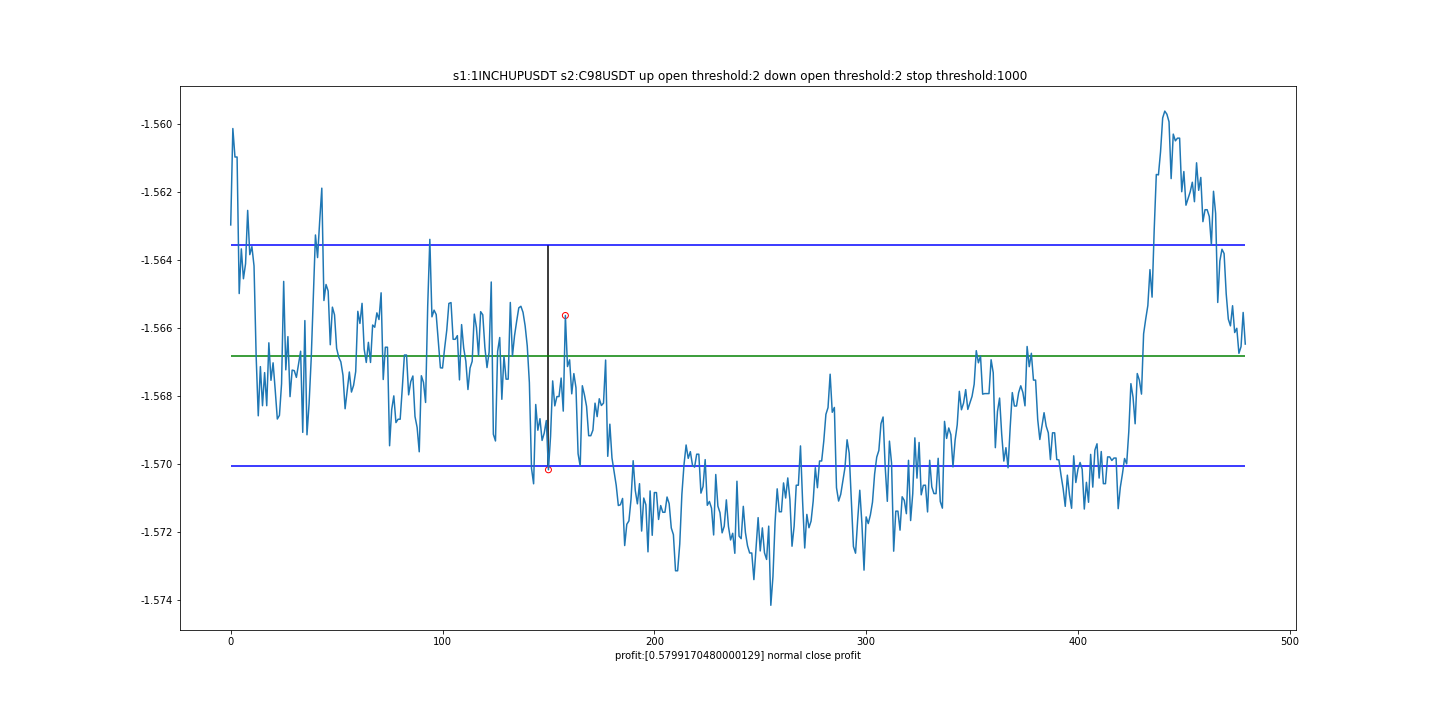 s1:1INCHUPUSDT s2:C98USDT up open threshold:2 down open threshold:2 stop threshold:1000
-1.560
-1.562
-1.564
-1.566
-1.568
-1.570
-1.572
-1.574
0 100 200 300 400 500
profit:[0.5799170480000129] normal close profit